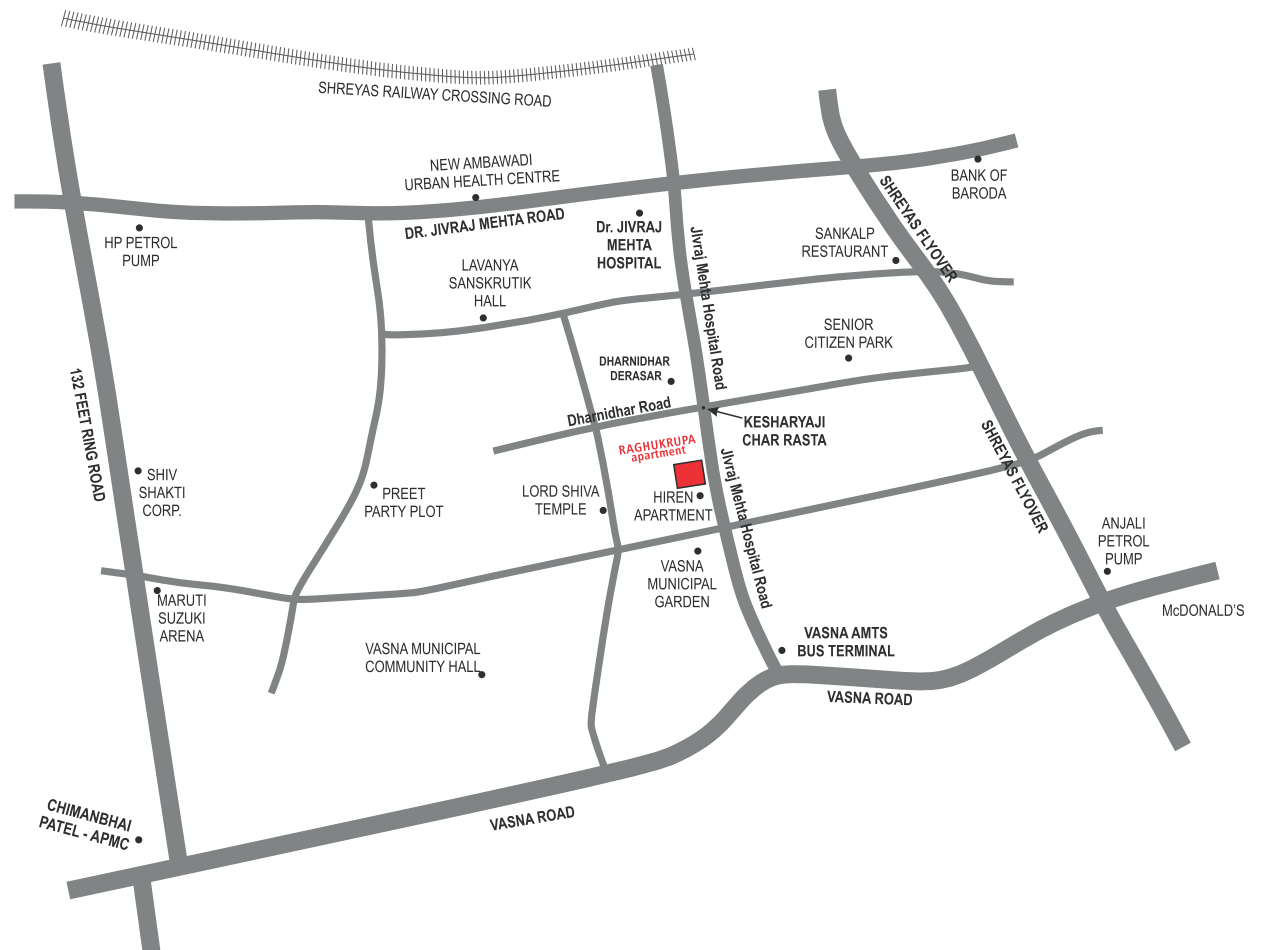 SHREYAS RAILWAY CROSSING ROAD
NEW AMBAWADI
URBAN HEALTH CENTRE
BANK OF
BARODA
DR. JIVRAJ MEHTA ROAD
Dr. JIVRAJ
MEHTA
HOSPITAL
HP PETROL
PUMP
SHREYAS FLYOVER
SANKALP
RESTAURANT
JIvraj Mehta Hospital Road
LAVANYA
SANSKRUTIK
HALL
SENIOR
CITIZEN PARK
DHARNIDHAR
DERASAR
132 FEET RING ROAD
Dharnidhar Road
KESHARYAJI
CHAR RASTA
RAGHUKRUPA
apartment
SHREYAS FLYOVER
JIvraj Mehta Hospital Road
SHIV
SHAKTI
CORP.
PREET
PARTY PLOT
LORD SHIVA
TEMPLE
HIREN
APARTMENT
ANJALI
PETROL
PUMP
VASNA
MUNICIPAL
GARDEN
MARUTI
SUZUKI
ARENA
McDONALD'S
VASNA MUNICIPAL
COMMUNITY HALL
VASNA AMTS
BUS TERMINAL
VASNA ROAD
CHIMANBHAI
PATEL - APMC
VASNA ROAD